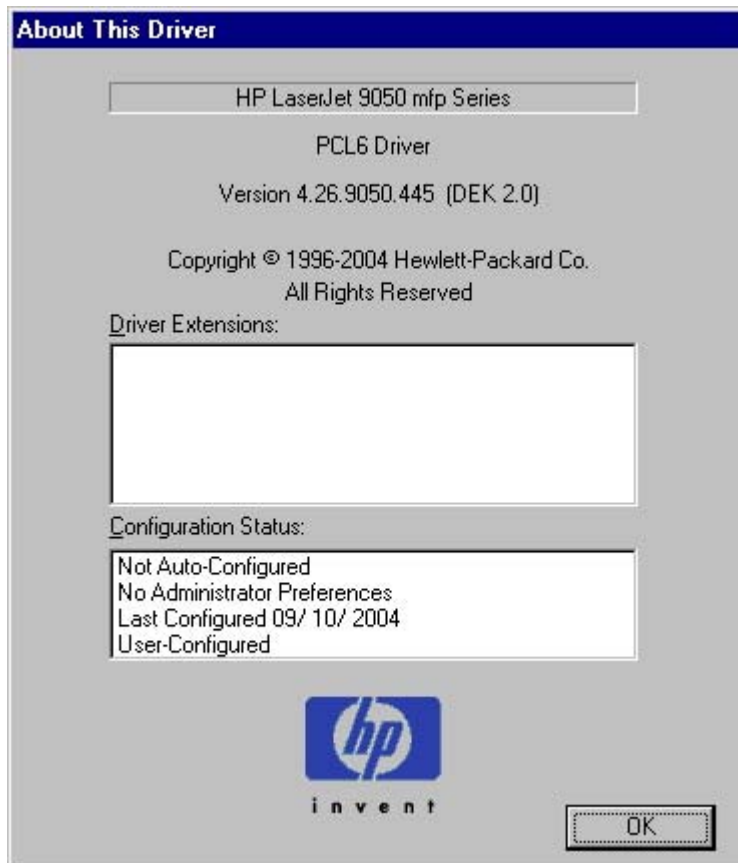 About This Driver
HP LaserJet 9050 mfp Series
PCL6 Driver
Version 4.26.9050.445 (DEK 2.0)
Copyright © 1996-2004 Hewlett-Packard Co.
All Rights Reserved
Driver Extensions:
Configuration Status:
Not Auto-Configured
No Administrator Preferences
Last Configured 09/ 10/ 2004
User-Configured
hp
invent
OK